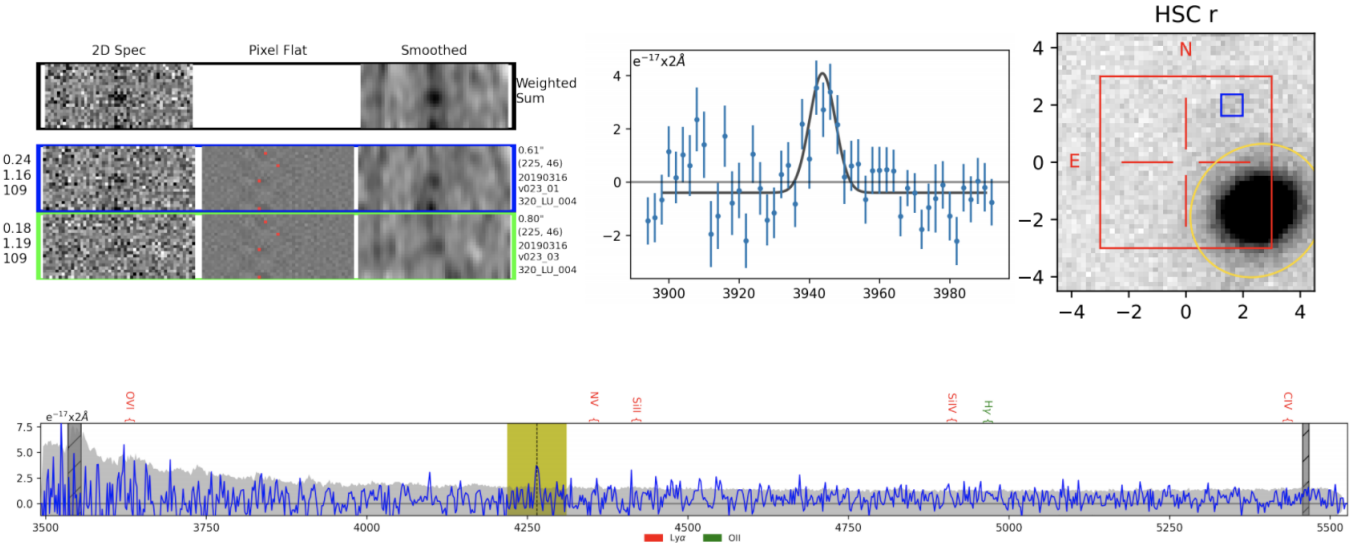 2D Spec Pixel Flat Smoothed
Weighted
Sum
0.24
1.16
109
0.61"
(225, 46)
20190316
v023_01
320_LU_004
0.18
1.19
109
0.80"
(225, 46)
20190316
v023_03
320_LU_004
e⁻¹⁷x2Å
4
2
0
−2
3900 3920 3940 3960 3980
HSC r
N
E
4
2
0
−2
−4
−4 −2 0 2 4
OVI { NV { SiII { SiIV { Hγ { CIV {
e⁻¹⁷x2Å
7.5
5.0
2.5
0.0
3500 3750 4000 4250 4500 4750 5000 5250 5500
Lyα OII